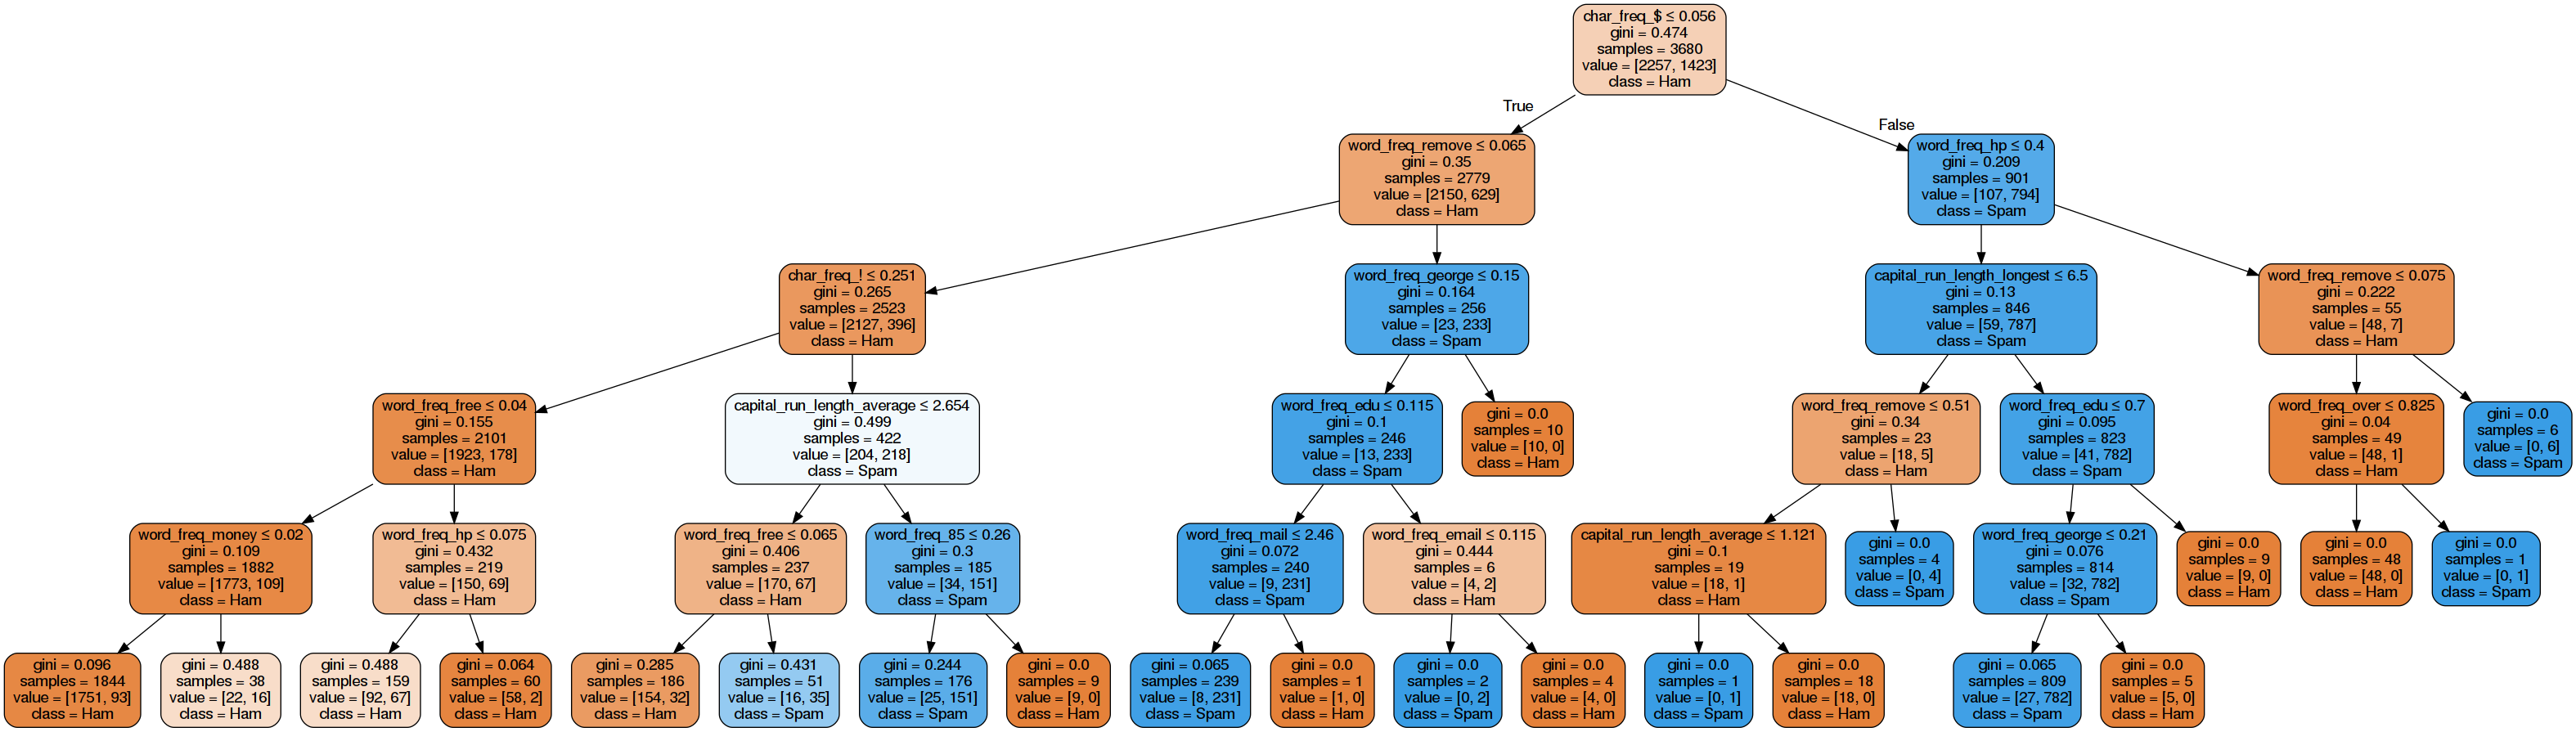 char_freq_$ ≤ 0.056
gini = 0.474
samples = 3680
value = [2257, 1423]
class = Ham
True
False
word_freq_remove ≤ 0.065
gini = 0.35
samples = 2779
value = [2150, 629]
class = Ham
word_freq_hp ≤ 0.4
gini = 0.209
samples = 901
value = [107, 794]
class = Spam
char_freq_! ≤ 0.251
gini = 0.265
samples = 2523
value = [2127, 396]
class = Ham
word_freq_george ≤ 0.15
gini = 0.164
samples = 256
value = [23, 233]
class = Spam
capital_run_length_longest ≤ 6.5
gini = 0.13
samples = 846
value = [59, 787]
class = Spam
word_freq_remove ≤ 0.075
gini = 0.222
samples = 55
value = [48, 7]
class = Ham
word_freq_free ≤ 0.04
gini = 0.155
samples = 2101
value = [1923, 178]
class = Ham
capital_run_length_average ≤ 2.654
gini = 0.499
samples = 422
value = [204, 218]
class = Spam
word_freq_edu ≤ 0.115
gini = 0.1
samples = 246
value = [13, 233]
class = Spam
gini = 0.0
samples = 10
value = [10, 0]
class = Ham
word_freq_remove ≤ 0.51
gini = 0.34
samples = 23
value = [18, 5]
class = Ham
word_freq_edu ≤ 0.7
gini = 0.095
samples = 823
value = [41, 782]
class = Spam
word_freq_over ≤ 0.825
gini = 0.04
samples = 49
value = [48, 1]
class = Ham
gini = 0.0
samples = 6
value = [0, 6]
class = Spam
word_freq_money ≤ 0.02
gini = 0.109
samples = 1882
value = [1773, 109]
class = Ham
word_freq_hp ≤ 0.075
gini = 0.432
samples = 219
value = [150, 69]
class = Ham
word_freq_free ≤ 0.065
gini = 0.406
samples = 237
value = [170, 67]
class = Ham
word_freq_85 ≤ 0.26
gini = 0.3
samples = 185
value = [34, 151]
class = Spam
word_freq_mail ≤ 2.46
gini = 0.072
samples = 240
value = [9, 231]
class = Spam
word_freq_email ≤ 0.115
gini = 0.444
samples = 6
value = [4, 2]
class = Ham
capital_run_length_average ≤ 1.121
gini = 0.1
samples = 19
value = [18, 1]
class = Ham
gini = 0.0
samples = 4
value = [0, 4]
class = Spam
word_freq_george ≤ 0.21
gini = 0.076
samples = 814
value = [32, 782]
class = Spam
gini = 0.0
samples = 9
value = [9, 0]
class = Ham
gini = 0.0
samples = 48
value = [48, 0]
class = Ham
gini = 0.0
samples = 1
value = [0, 1]
class = Spam
gini = 0.096
samples = 1844
value = [1751, 93]
class = Ham
gini = 0.488
samples = 38
value = [22, 16]
class = Ham
gini = 0.488
samples = 159
value = [92, 67]
class = Ham
gini = 0.064
samples = 60
value = [58, 2]
class = Ham
gini = 0.285
samples = 186
value = [154, 32]
class = Ham
gini = 0.431
samples = 51
value = [16, 35]
class = Spam
gini = 0.244
samples = 176
value = [25, 151]
class = Spam
gini = 0.0
samples = 9
value = [9, 0]
class = Ham
gini = 0.065
samples = 239
value = [8, 231]
class = Spam
gini = 0.0
samples = 1
value = [1, 0]
class = Ham
gini = 0.0
samples = 2
value = [0, 2]
class = Spam
gini = 0.0
samples = 4
value = [4, 0]
class = Ham
gini = 0.0
samples = 1
value = [0, 1]
class = Spam
gini = 0.0
samples = 18
value = [18, 0]
class = Ham
gini = 0.065
samples = 809
value = [27, 782]
class = Spam
gini = 0.0
samples = 5
value = [5, 0]
class = Ham